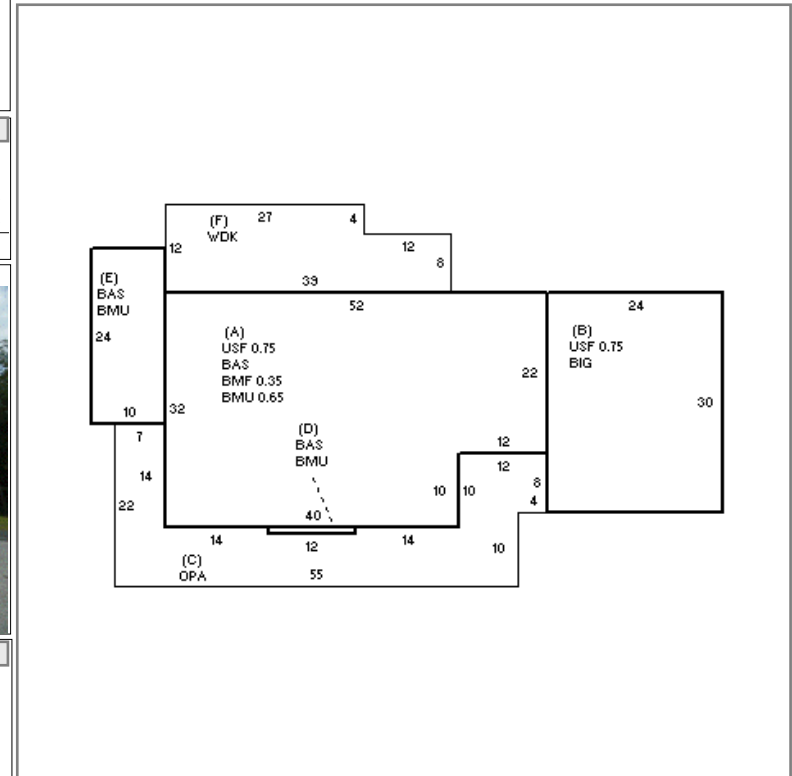 (F)
WDK
27
4
12
12
8
39
(E)
BAS
BMU
24
10
52
(A)
USF 0.75
BAS
BMF 0.35
BMU 0.65
22
32
(D)
BAS
BMU
12
10
40
24
(B)
USF 0.75
BIG
30
7
14
22
14
12
14
(C)
OPA
55
12
10
8
4
10